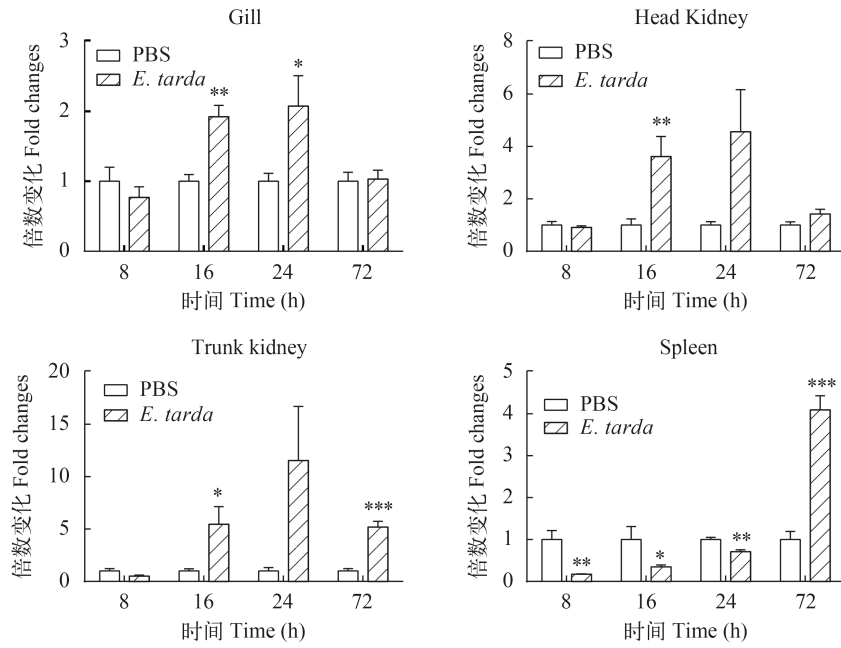 Gill
3
2
1
0
倍数变化 Fold changes
PBS
E. tarda
**
*
8 16 24 72
时间 Time (h)
Head Kidney
8
6
4
2
0
倍数变化 Fold changes
PBS
E. tarda
**
8 16 24 72
时间 Time (h)
Trunk kidney
20
15
10
5
0
倍数变化 Fold changes
PBS
E. tarda
*
***
8 16 24 72
时间 Time (h)
Spleen
5
4
3
2
1
0
倍数变化 Fold changes
PBS
E. tarda
**
*
**
***
8 16 24 72
时间 Time (h)